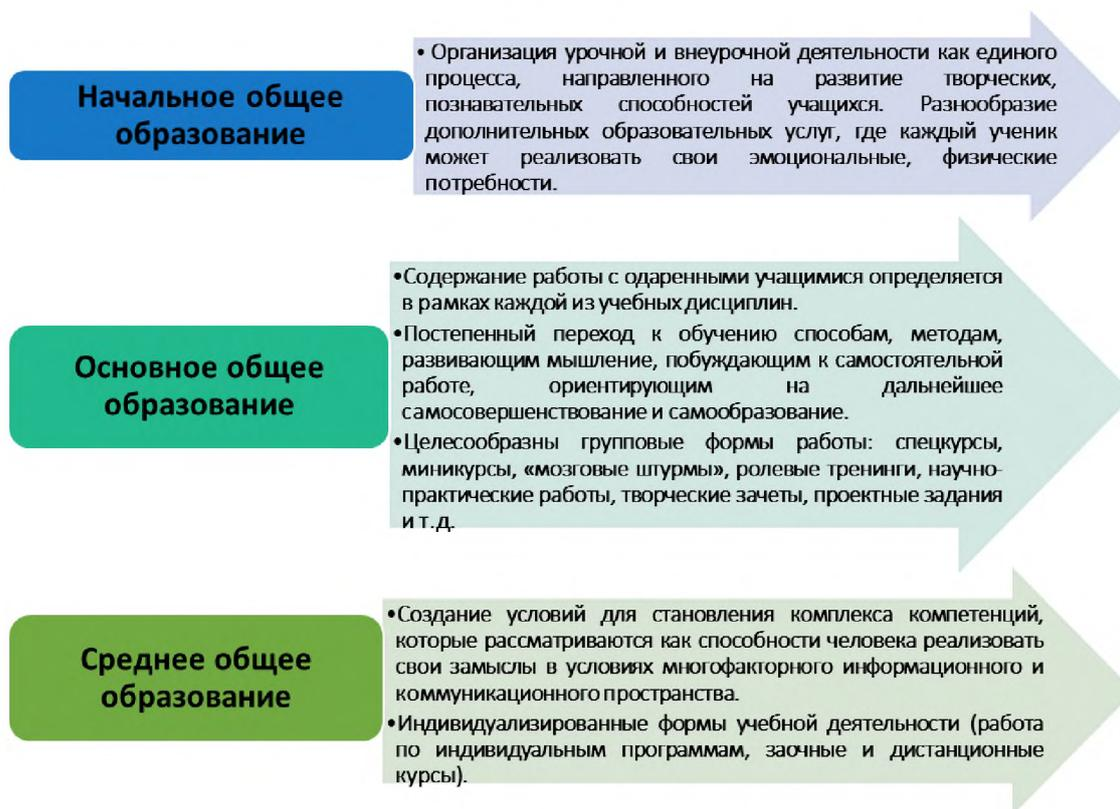 Начальное общее
образование
• Организация урочной и внеурочной деятельности как единого
процесса, направленного на развитие творческих,
познавательных способностей учащихся. Разнообразие
дополнительных образовательных услуг, где каждый ученик
может реализовать свои эмоциональные, физические
потребности.
Основное общее
образование
•Содержание работы с одаренными учащимися определяется
в рамках каждой из учебных дисциплин.
•Постепенный переход к обучению способам, методам,
развивающим мышление, побуждающим к самостоятельной
работе, ориентирующим на дальнейшее
самосовершенствование и самообразование.
•Целесообразны групповые формы работы: спецкурсы,
миникурсы, «мозговые штурмы», ролевые тренинги, научно-
практические работы, творческие зачеты, проектные задания
и т.д.
Среднее общее
образование
•Создание условий для становления комплекса компетенций,
которые рассматриваются как способности человека реализовать
свои замыслы в условиях многофакторного информационного и
коммуникационного пространства.
•Индивидуализированные формы учебной деятельности (работа
по индивидуальным программам, заочные и дистанционные
курсы).